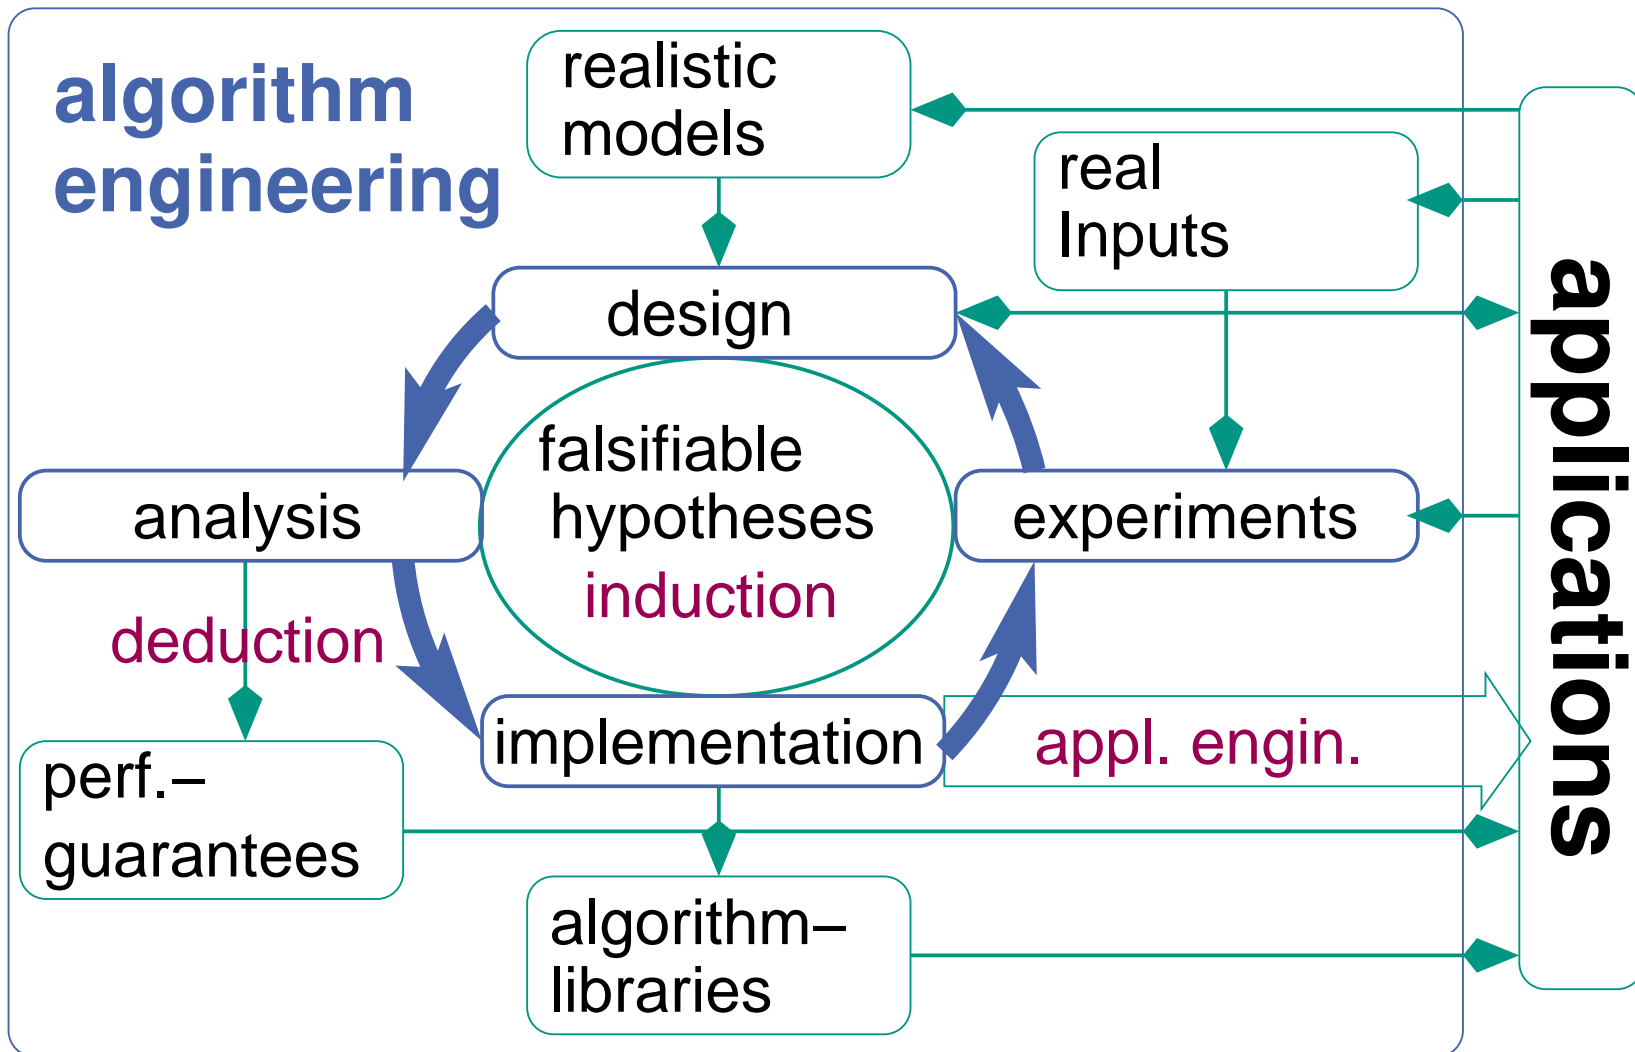 algorithm
engineering
realistic
models
real
Inputs
design
falsifiable
hypotheses
induction
analysis
experiments
deduction
implementation
appl. engin.
perf.–
guarantees
algorithm–
libraries
applications